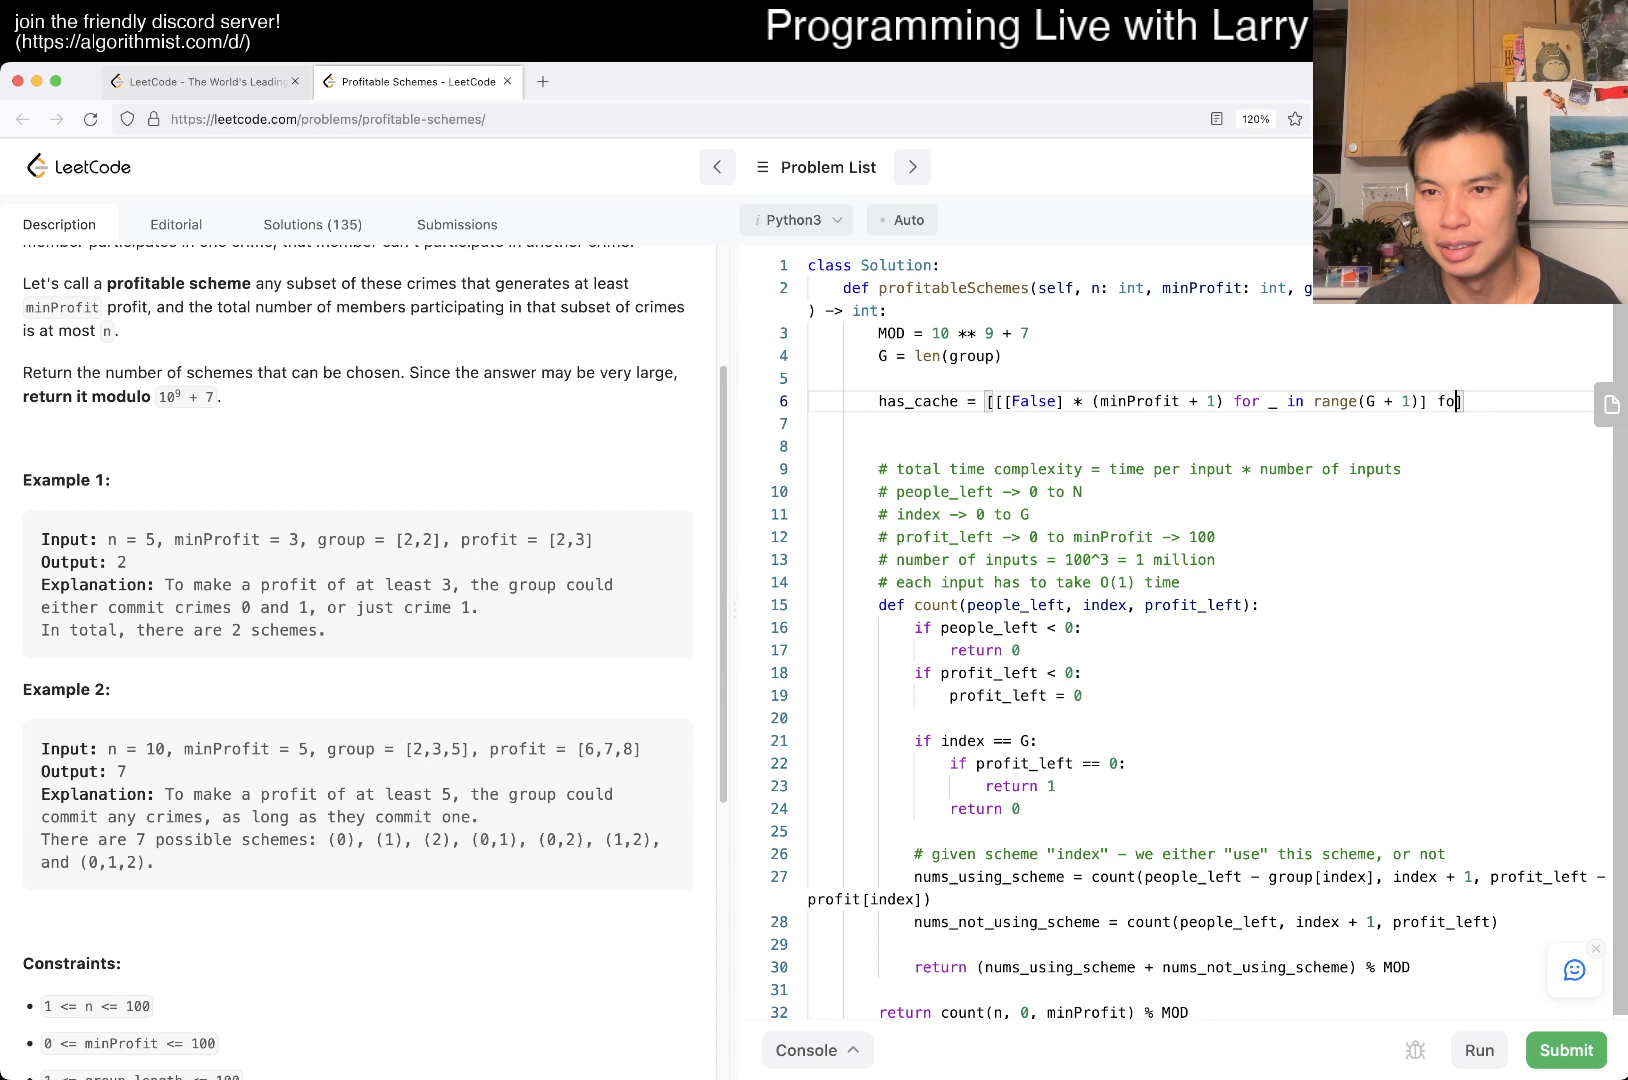 join the friendly discord server!
(https://algorithmist.com/d/)
Programming Live with Larry
LeetCode - The World's Leading
Profitable Schemes - LeetCode
https://leetcode.com/problems/profitable-schemes/
120%
LeetCode
Problem List
Description
Editorial
Solutions (135)
Submissions
i Python3
Auto
member participates in one crime, that member can't participate in another crime.
Let's call a profitable scheme any subset of these crimes that generates at least
minProfit profit, and the total number of members participating in that subset of crimes
is at most n.
Return the number of schemes that can be chosen. Since the answer may be very large,
return it modulo 10⁹ + 7.
Example 1:
Input: n = 5, minProfit = 3, group = [2,2], profit = [2,3]
Output: 2
Explanation: To make a profit of at least 3, the group could
either commit crimes 0 and 1, or just crime 1.
In total, there are 2 schemes.
Example 2:
Input: n = 10, minProfit = 5, group = [2,3,5], profit = [6,7,8]
Output: 7
Explanation: To make a profit of at least 5, the group could
commit any crimes, as long as they commit one.
There are 7 possible schemes: (0), (1), (2), (0,1), (0,2), (1,2),
and (0,1,2).
Constraints:
1 <= n <= 100
0 <= minProfit <= 100
1 <= group.length <= 100
1 class Solution:
2 def profitableSchemes(self, n: int, minProfit: int, g
) -> int:
3 MOD = 10 ** 9 + 7
4 G = len(group)
5
6 has_cache = [[[False] * (minProfit + 1) for _ in range(G + 1)] fo]
7
8
9 # total time complexity = time per input * number of inputs
10 # people_left -> 0 to N
11 # index -> 0 to G
12 # profit_left -> 0 to minProfit -> 100
13 # number of inputs = 100^3 = 1 million
14 # each input has to take O(1) time
15 def count(people_left, index, profit_left):
16 if people_left < 0:
17 return 0
18 if profit_left < 0:
19 profit_left = 0
20
21 if index == G:
22 if profit_left == 0:
23 return 1
24 return 0
25
26 # given scheme "index" - we either "use" this scheme, or not
27 nums_using_scheme = count(people_left - group[index], index + 1, profit_left -
profit[index])
28 nums_not_using_scheme = count(people_left, index + 1, profit_left)
29
30 return (nums_using_scheme + nums_not_using_scheme) % MOD
31
32 return count(n, 0, minProfit) % MOD
Console
Run
Submit